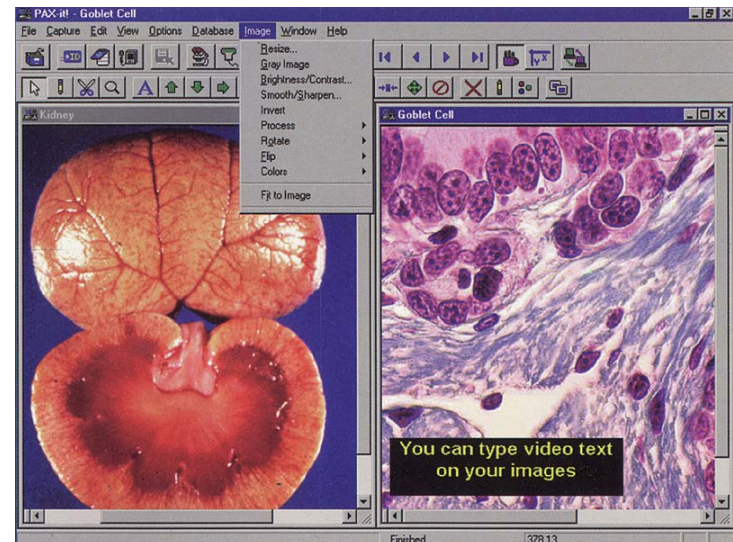 PAX-it! - Goblet Cell
File Capture Edit View Options Database Image Window Help
Resize...
Gray Image
Brightness/Contrast...
Smooth/Sharpen...
Invert
Process
Rotate
Flip
Colors
Fit to Image
A
Kidney
Goblet Cell
You can type video text
on your images
Finished 378.13